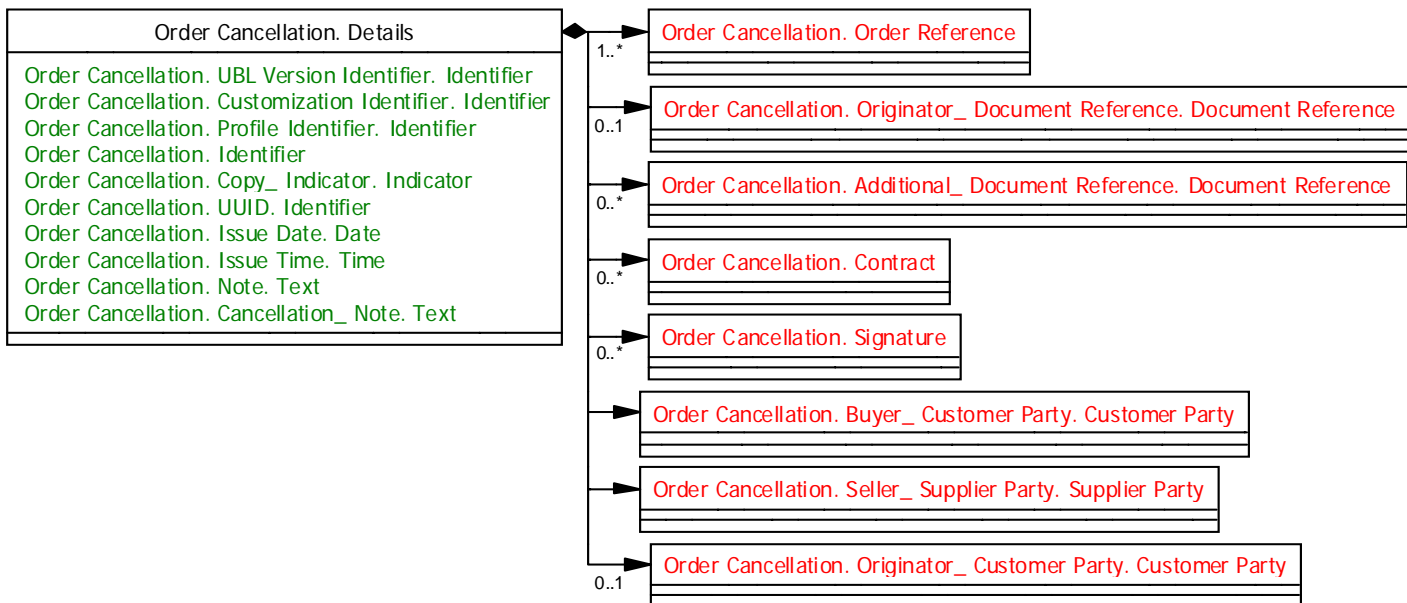 Order Cancellation. Details
Order Cancellation. UBL Version Identifier. Identifier
Order Cancellation. Customization Identifier. Identifier
Order Cancellation. Profile Identifier. Identifier
Order Cancellation. Identifier
Order Cancellation. Copy_ Indicator. Indicator
Order Cancellation. UUID. Identifier
Order Cancellation. Issue Date. Date
Order Cancellation. Issue Time. Time
Order Cancellation. Note. Text
Order Cancellation. Cancellation_ Note. Text
Order Cancellation. Order Reference
1..*
Order Cancellation. Originator_ Document Reference. Document Reference
0..1
Order Cancellation. Additional_ Document Reference. Document Reference
0..*
Order Cancellation. Contract
0..*
Order Cancellation. Signature
0..*
Order Cancellation. Buyer_ Customer Party. Customer Party
Order Cancellation. Seller_ Supplier Party. Supplier Party
Order Cancellation. Originator_ Customer Party. Customer Party
0..1